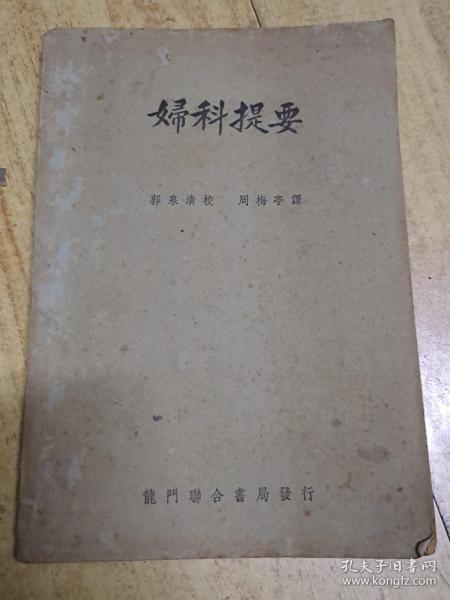 婦科提要
郭泉清校 周梅亭譯
龍門聯合書局發行
孔夫子旧书网
www.kongfz.com